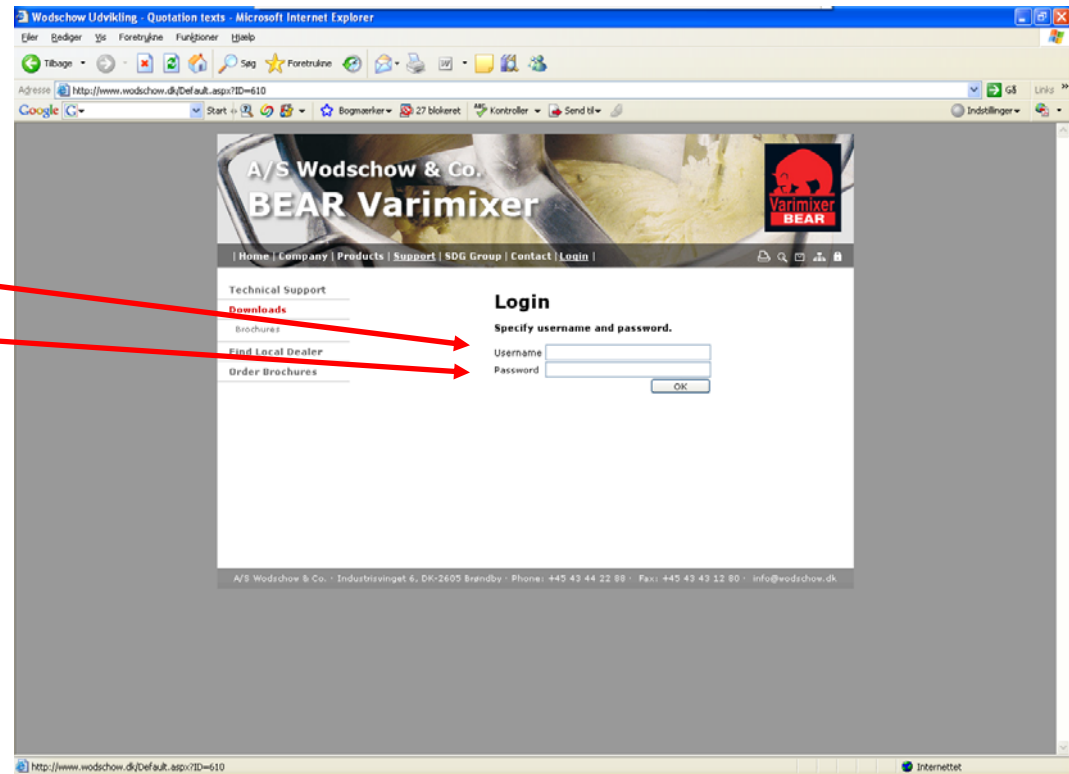 Wodschow Udvikling - Quotation texts - Microsoft Internet Explorer
Filer Rediger Vis Foretrukne Funktioner Hjælp
Tilbage Søg Foretrukne
Adresse http://www.wodschow.dk/Default.aspx?ID=610 Gå Links »
Google G Start Bogmærker 27 blokeret Kontroller Send til Indstillinger
A/S Wodschow & Co.
BEAR Varimixer
Varimixer
BEAR
| Home | Company | Products | Support | SDG Group | Contact | Login |
Technical Support
Downloads
Brochures
Find Local Dealer
Order Brochures
Login
Specify username and password.
Username
Password
OK
A/S Wodschow & Co. · Industrisvinget 6, DK-2605 Brøndby · Phone: +45 43 44 22 88 · Fax: +45 43 43 12 80 · info@wodschow.dk
http://www.wodschow.dk/Default.aspx?ID=610 Internettet